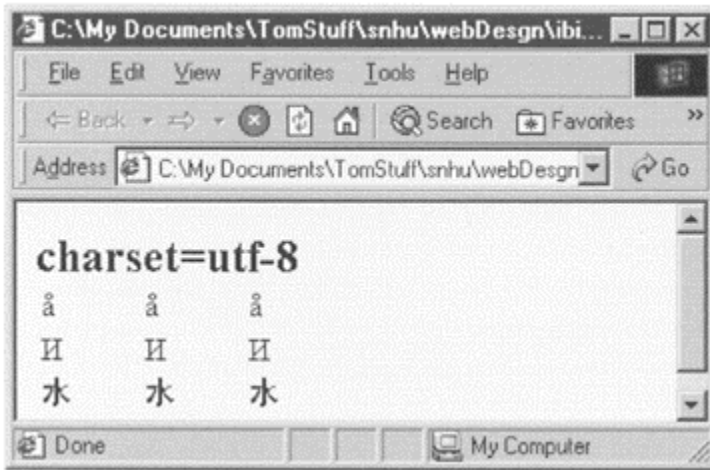 C:\My Documents\TomStuff\snhu\webDesgn\ibi...
File Edit View Favorites Tools Help
Back Search Favorites »
Address C:\My Documents\TomStuff\snhu\webDesgn Go
charset=utf-8
å å å
И И И
水 水 水
Done My Computer